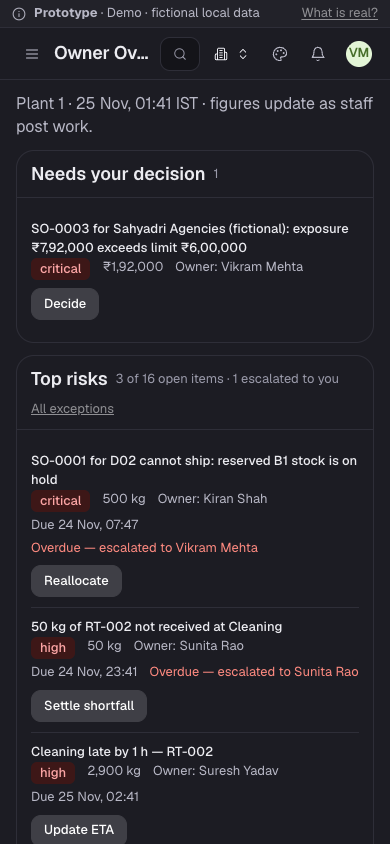 Prototype · Demo · fictional local data What is real?
Owner Ov... VM
Plant 1 · 25 Nov, 01:41 IST · figures update as staff
post work.
Needs your decision 1
SO-0003 for Sahyadri Agencies (fictional): exposure
₹7,92,000 exceeds limit ₹6,00,000
critical ₹1,92,000 Owner: Vikram Mehta
Decide
Top risks 3 of 16 open items · 1 escalated to you
All exceptions
SO-0001 for D02 cannot ship: reserved B1 stock is on
hold
critical 500 kg Owner: Kiran Shah
Due 24 Nov, 07:47
Overdue — escalated to Vikram Mehta
Reallocate
50 kg of RT-002 not received at Cleaning
high 50 kg Owner: Sunita Rao
Due 24 Nov, 23:41 Overdue — escalated to Sunita Rao
Settle shortfall
Cleaning late by 1 h — RT-002
high 2,900 kg Owner: Suresh Yadav
Due 25 Nov, 02:41
Update ETA